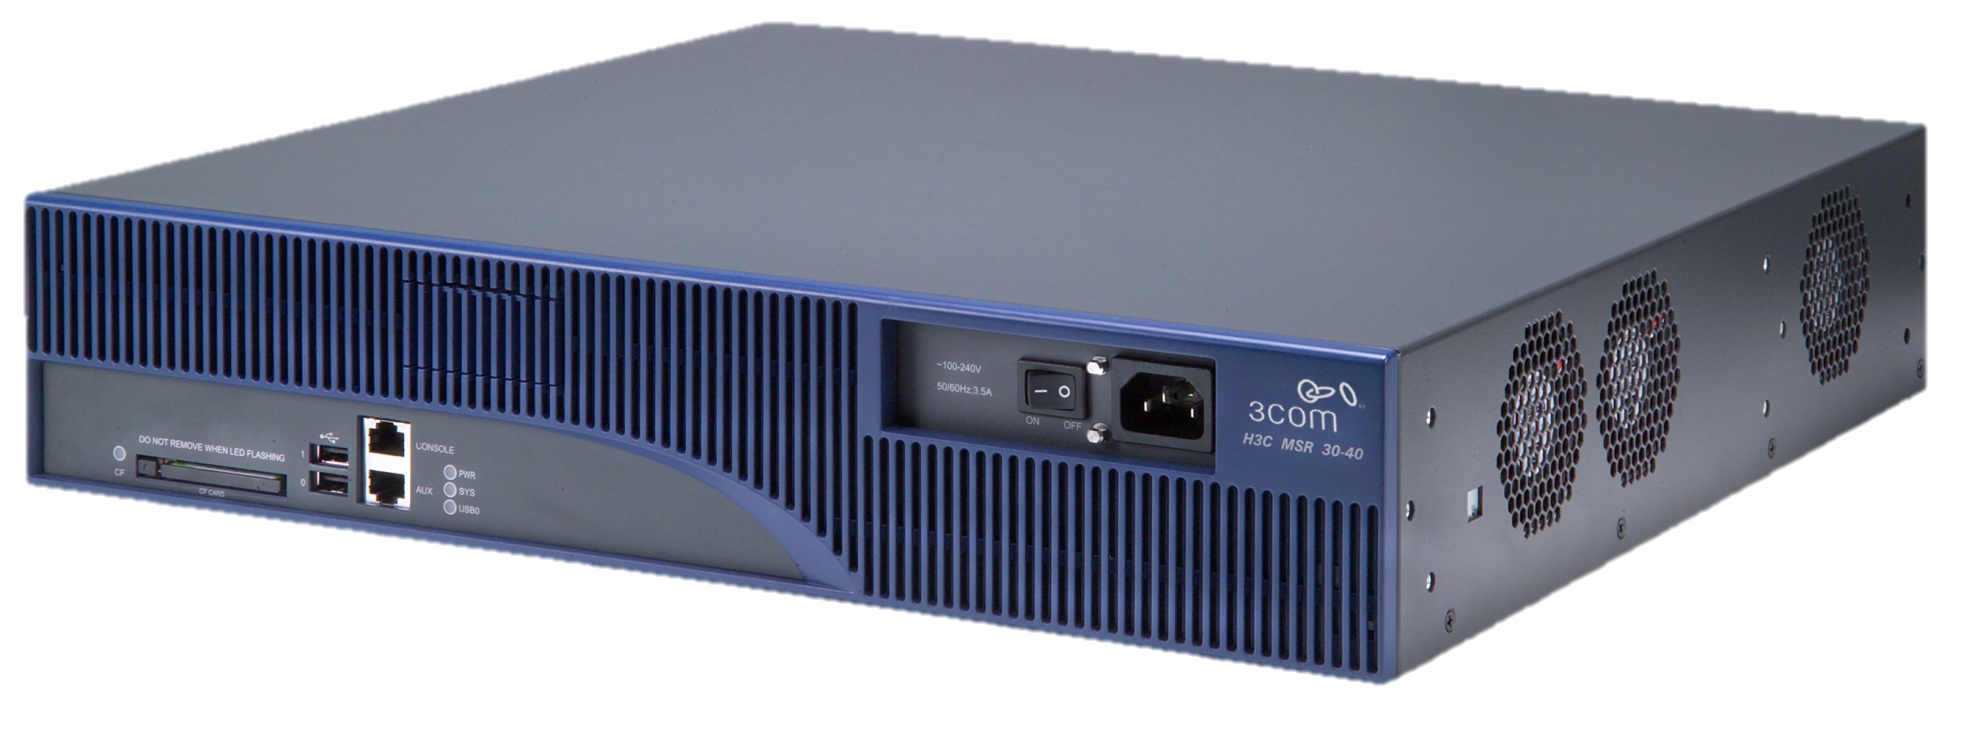 ~100-240V
50/60Hz,3.5A
ON
OFF
3COM
H3C MSR 30-40
DO NOT REMOVE WHEN LED FLASHING
CF
CF CARD
1
0
CONSOLE
AUX
PWR
SYS
USB0